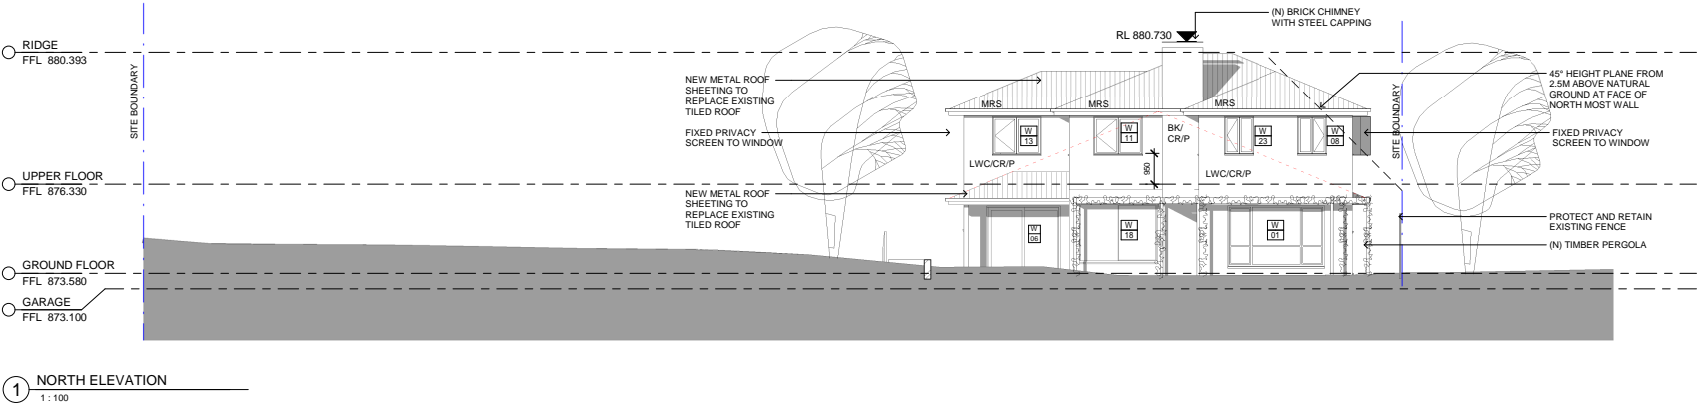 (N) BRICK CHIMNEY
WITH STEEL CAPPING
RL 880.730
RIDGE
FFL 880.393
SITE BOUNDARY
NEW METAL ROOF
SHEETING TO
REPLACE EXISTING
TILED ROOF
MRS
MRS
MRS
45° HEIGHT PLANE FROM
2.5M ABOVE NATURAL
GROUND AT FACE OF
NORTH MOST WALL
SITE BOUNDARY
FIXED PRIVACY
SCREEN TO WINDOW
W
13
W
11
BK/
CR/P
W
23
W
08
FIXED PRIVACY
SCREEN TO WINDOW
LWC/CR/P
950
LWC/CR/P
UPPER FLOOR
FFL 876.330
NEW METAL ROOF
SHEETING TO
REPLACE EXISTING
TILED ROOF
W
06
W
18
W
01
PROTECT AND RETAIN
EXISTING FENCE
(N) TIMBER PERGOLA
GROUND FLOOR
FFL 873.580
GARAGE
FFL 873.100
1
NORTH ELEVATION
1 : 100